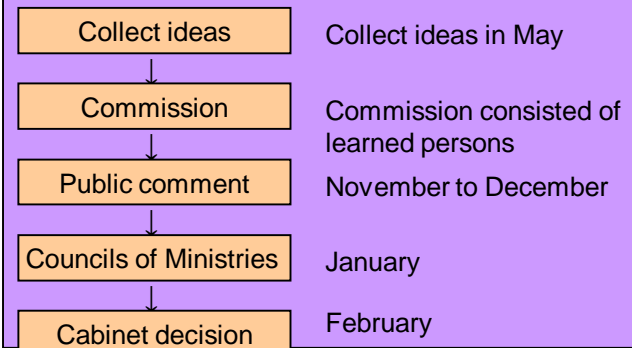 Collect ideas
Collect ideas in May
Commission
Commission consisted of
learned persons
Public comment
November to December
Councils of Ministries
January
Cabinet decision
February